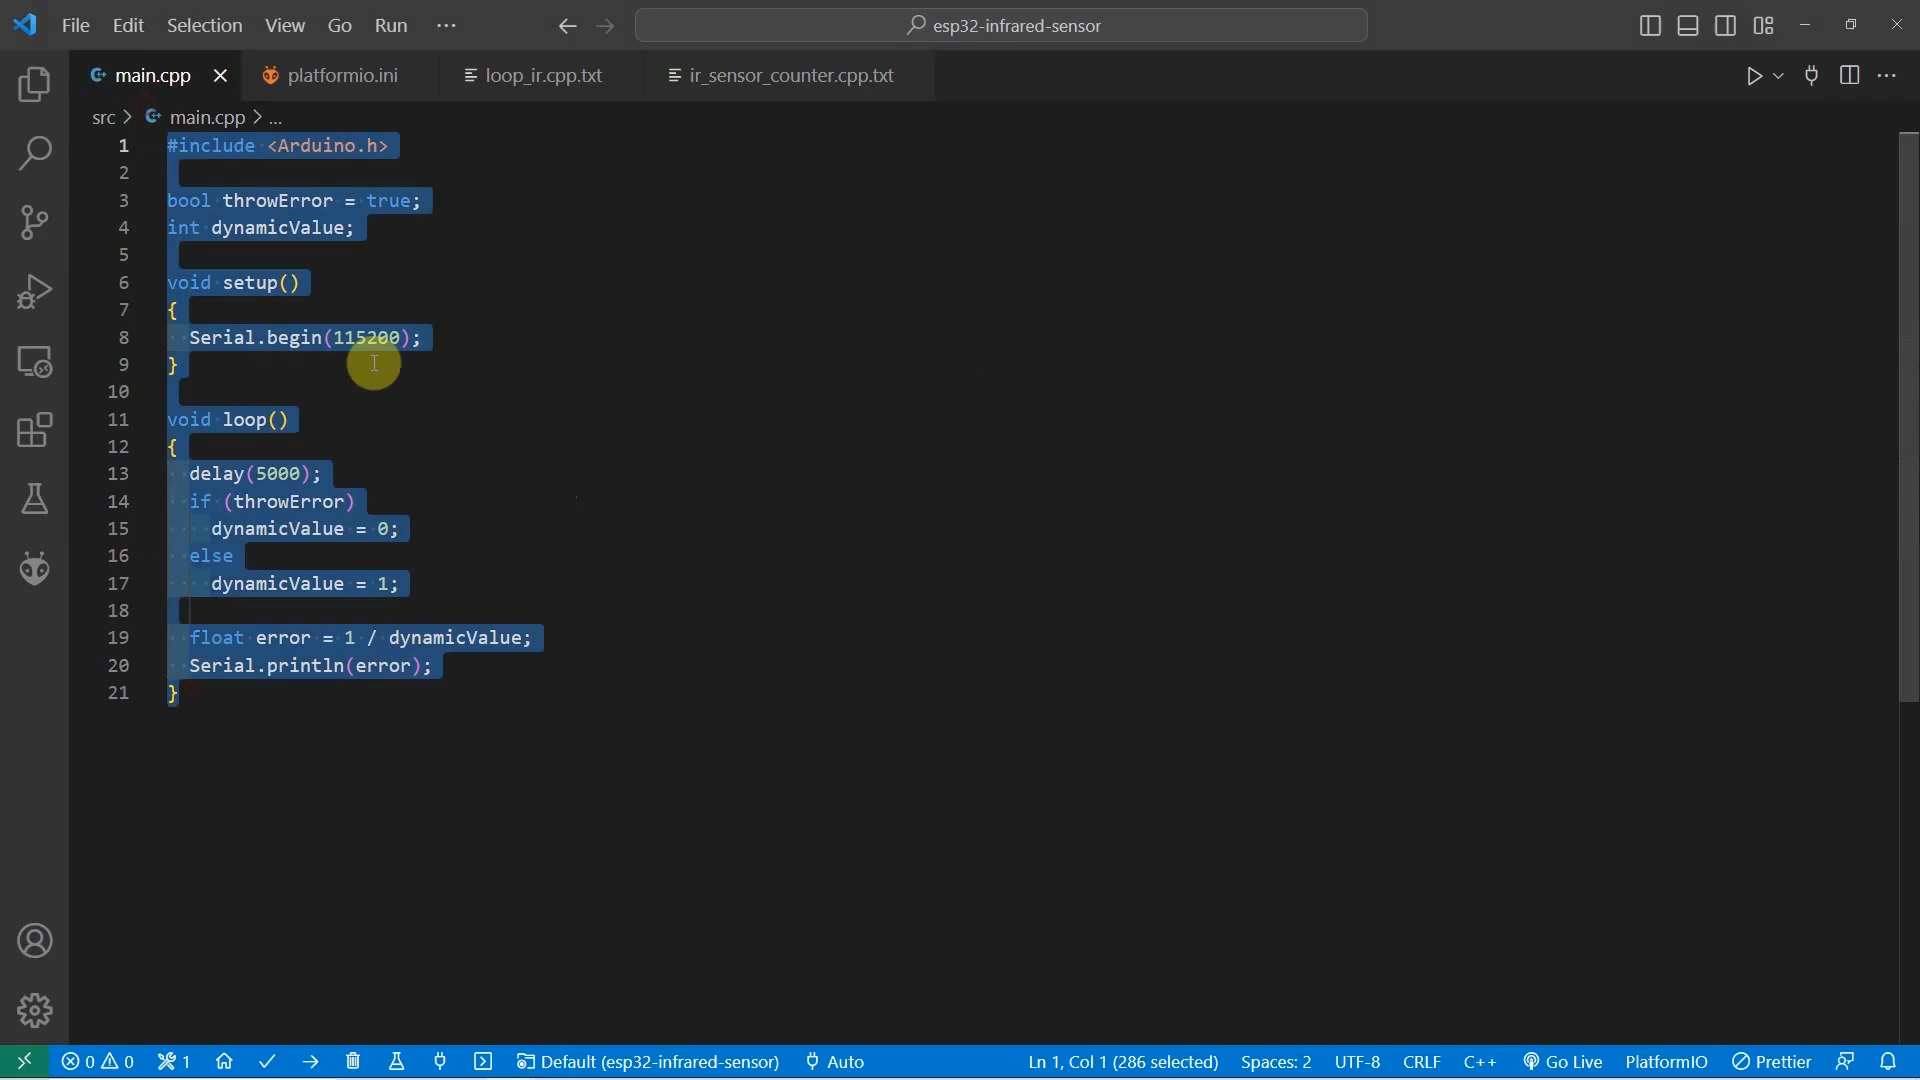 File Edit Selection View Go Run ··· esp32-infrared-sensor
main.cpp platformio.ini loop_ir.cpp.txt ir_sensor_counter.cpp.txt
src > main.cpp > ...
1 #include <Arduino.h>
2
3 bool throwError = true;
4 int dynamicValue;
5
6 void setup()
7 {
8 Serial.begin(115200);
9 }
10
11 void loop()
12 {
13 delay(5000);
14 if (throwError)
15 dynamicValue = 0;
16 else
17 dynamicValue = 1;
18
19 float error = 1 / dynamicValue;
20 Serial.println(error);
21 }
0 0 1 Default (esp32-infrared-sensor) Auto Ln 1, Col 1 (286 selected) Spaces: 2 UTF-8 CRLF C++ Go Live PlatformIO Prettier